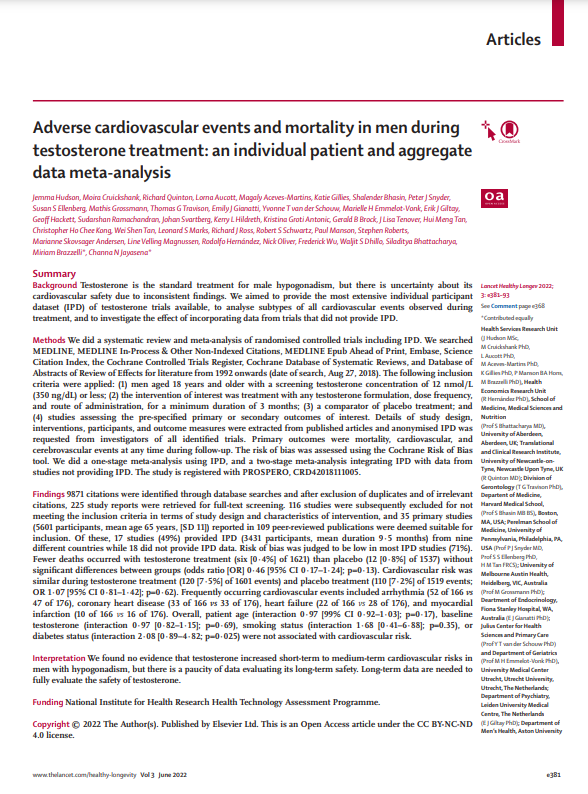 Articles
Adverse cardiovascular events and mortality in men during
testosterone treatment: an individual patient and aggregate
data meta-analysis
CrossMark
oa
Jemma Hudson, Moira Cruickshank, Richard Quinton, Lorna Aucott, Magaly Aceves-Martins, Katie Gillies, Shalender Bhasin, Peter J Snyder,
Susan S Ellenberg, Mathis Grossmann, Thomas G Travison, Emily J Gianatti, Yvonne T van der Schouw, Marielle H Emmelot-Vonk, Erik J Giltay,
Geoff Hackett, Sudarshan Ramachandran, Johan Svartberg, Kerry L Hildreth, Kristina Groti Antonic, Gerald B Brock, J Lisa Tenover, Hui Meng Tan,
Christopher Ho Chee Kong, Wei Shen Tan, Leonard S Marks, Richard J Ross, Robert S Schwartz, Paul Manson, Stephen Roberts,
Marianne Skovsager Andersen, Line Velling Magnussen, Rodolfo Hernández, Nick Oliver, Frederick Wu, Waljit S Dhillo, Siladitya Bhattacharya,
Miriam Brazzelli*, Channa N Jayasena*
Summary
Background Testosterone is the standard treatment for male hypogonadism, but there is uncertainty about its
cardiovascular safety due to inconsistent findings. We aimed to provide the most extensive individual participant
dataset (IPD) of testosterone trials available, to analyse subtypes of all cardiovascular events observed during
treatment, and to investigate the effect of incorporating data from trials that did not provide IPD.
Methods We did a systematic review and meta-analysis of randomised controlled trials including IPD. We searched
MEDLINE, MEDLINE In-Process & Other Non-Indexed Citations, MEDLINE Epub Ahead of Print, Embase, Science
Citation Index, the Cochrane Controlled Trials Register, Cochrane Database of Systematic Reviews, and Database of
Abstracts of Review of Effects for literature from 1992 onwards (date of search, Aug 27, 2018). The following inclusion
criteria were applied: (1) men aged 18 years and older with a screening testosterone concentration of 12 nmol/L
(350 ng/dL) or less; (2) the intervention of interest was treatment with any testosterone formulation, dose frequency,
and route of administration, for a minimum duration of 3 months; (3) a comparator of placebo treatment; and
(4) studies assessing the pre-specified primary or secondary outcomes of interest. Details of study design,
interventions, participants, and outcome measures were extracted from published articles and anonymised IPD was
requested from investigators of all identified trials. Primary outcomes were mortality, cardiovascular, and
cerebrovascular events at any time during follow-up. The risk of bias was assessed using the Cochrane Risk of Bias
tool. We did a one-stage meta-analysis using IPD, and a two-stage meta-analysis integrating IPD with data from
studies not providing IPD. The study is registered with PROSPERO, CRD42018111005.
Findings 9871 citations were identified through database searches and after exclusion of duplicates and of irrelevant
citations, 225 study reports were retrieved for full-text screening. 116 studies were subsequently excluded for not
meeting the inclusion criteria in terms of study design and characteristics of intervention, and 35 primary studies
(5601 participants, mean age 65 years, [SD 11]) reported in 109 peer-reviewed publications were deemed suitable for
inclusion. Of these, 17 studies (49%) provided IPD (3431 participants, mean duration 9·5 months) from nine
different countries while 18 did not provide IPD data. Risk of bias was judged to be low in most IPD studies (71%).
Fewer deaths occurred with testosterone treatment (six [0·4%] of 1621) than placebo (12 [0·8%] of 1537) without
significant differences between groups (odds ratio [OR] 0·46 [95% CI 0·17–1·24]; p=0·13). Cardiovascular risk was
similar during testosterone treatment (120 [7·5%] of 1601 events) and placebo treatment (110 [7·2%] of 1519 events;
OR 1·07 [95% CI 0·81–1·42]; p=0·62). Frequently occurring cardiovascular events included arrhythmia (52 of 166 vs
47 of 176), coronary heart disease (33 of 166 vs 33 of 176), heart failure (22 of 166 vs 28 of 176), and myocardial
infarction (10 of 166 vs 16 of 176). Overall, patient age (interaction 0·97 [99% CI 0·92–1·03]; p=0·17), baseline
testosterone (interaction 0·97 [0·82–1·15]; p=0·69), smoking status (interaction 1·68 [0·41–6·88]; p=0.35), or
diabetes status (interaction 2·08 [0·89–4·82; p=0·025) were not associated with cardiovascular risk.
Interpretation We found no evidence that testosterone increased short-term to medium-term cardiovascular risks in
men with hypogonadism, but there is a paucity of data evaluating its long-term safety. Long-term data are needed to
fully evaluate the safety of testosterone.
Funding National Institute for Health Research Health Technology Assessment Programme.
Copyright © 2022 The Author(s). Published by Elsevier Ltd. This is an Open Access article under the CC BY-NC-ND
4.0 license.
Lancet Healthy Longev 2022;
3: e381–93
See Comment page e368
*Contributed equally
Health Services Research Unit
(J Hudson MSc,
M Cruickshank PhD,
L Aucott PhD,
M Aceves-Martins PhD,
K Gillies PhD, P Manson BA Hons,
M Brazzelli PhD), Health
Economics Research Unit
(R Hernández PhD), School of
Medicine, Medical Sciences and
Nutrition
(Prof S Bhattacharya MD),
University of Aberdeen,
Aberdeen, UK; Translational
and Clinical Research Institute,
University of Newcastle-on-
Tyne, Newcastle Upon Tyne, UK
(R Quinton MD); Division of
Gerontology (T G Travison PhD),
Department of Medicine,
Harvard Medical School,
(Prof S Bhasin MB BS), Boston,
MA, USA; Perelman School of
Medicine, University of
Pennsylvania, Philadelphia, PA,
USA (Prof P J Snyder MD,
Prof S S Ellenberg PhD,
H M Tan FRCS); University of
Melbourne Austin Health,
Heidelberg, VIC, Australia
(Prof M Grossmann PhD);
Department of Endocrinology,
Fiona Stanley Hospital, WA,
Australia (E J Gianatti PhD);
Julius Center for Health
Sciences and Primary Care
(Prof Y T van der Schouw PhD)
and Department of Geriatrics
(Prof M H Emmelot-Vonk PhD),
University Medical Center
Utrecht, Utrecht University,
Utrecht, The Netherlands;
Department of Psychiatry,
Leiden University Medical
Centre, The Netherlands
(E J Giltay PhD); Department of
Men's Health, Aston University
www.thelancet.com/healthy-longevity Vol 3 June 2022
e381